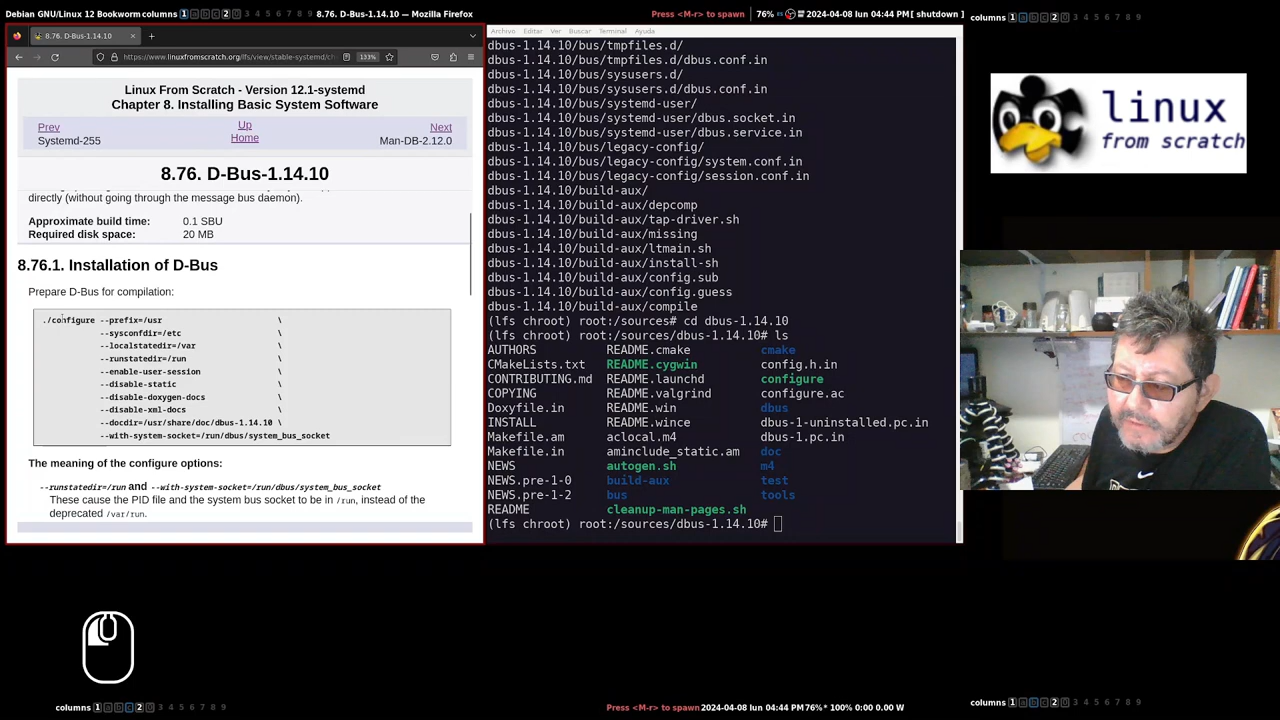 Debian GNU/Linux 12 Bookworm columns 1 a b c 2 0 3 4 5 6 7 8 9 8.76. D-Bus-1.14.10 — Mozilla Firefox
Press <M-r> to spawn 76% 2024-04-08 lun 04:44 PM [ shutdown ]
columns 1 a b c 2 0 3 4 5 6 7 8 9
8.76. D-Bus-1.14.10
https://www.linuxfromscratch.org/lfs/view/stable-systemd/c
133%
Linux From Scratch - Version 12.1-systemd
Chapter 8. Installing Basic System Software
Prev Up Next
Systemd-255 Home Man-DB-2.12.0
8.76. D-Bus-1.14.10
directly (without going through the message bus daemon).
Approximate build time: 0.1 SBU
Required disk space: 20 MB
8.76.1. Installation of D-Bus
Prepare D-Bus for compilation:
./configure --prefix=/usr \
--sysconfdir=/etc \
--localstatedir=/var \
--runstatedir=/run \
--enable-user-session \
--disable-static \
--disable-doxygen-docs \
--disable-xml-docs \
--docdir=/usr/share/doc/dbus-1.14.10 \
--with-system-socket=/run/dbus/system_bus_socket
The meaning of the configure options:
--runstatedir=/run and --with-system-socket=/run/dbus/system_bus_socket
These cause the PID file and the system bus socket to be in /run, instead of the
deprecated /var/run.
Archivo Editar Ver Buscar Terminal Ayuda
dbus-1.14.10/bus/tmpfiles.d/
dbus-1.14.10/bus/tmpfiles.d/dbus.conf.in
dbus-1.14.10/bus/sysusers.d/
dbus-1.14.10/bus/sysusers.d/dbus.conf.in
dbus-1.14.10/bus/systemd-user/
dbus-1.14.10/bus/systemd-user/dbus.socket.in
dbus-1.14.10/bus/systemd-user/dbus.service.in
dbus-1.14.10/bus/legacy-config/
dbus-1.14.10/bus/legacy-config/system.conf.in
dbus-1.14.10/bus/legacy-config/session.conf.in
dbus-1.14.10/build-aux/
dbus-1.14.10/build-aux/depcomp
dbus-1.14.10/build-aux/tap-driver.sh
dbus-1.14.10/build-aux/missing
dbus-1.14.10/build-aux/ltmain.sh
dbus-1.14.10/build-aux/install-sh
dbus-1.14.10/build-aux/config.sub
dbus-1.14.10/build-aux/config.guess
dbus-1.14.10/build-aux/compile
(lfs chroot) root:/sources# cd dbus-1.14.10
(lfs chroot) root:/sources/dbus-1.14.10# ls
AUTHORS README.cmake cmake
CMakeLists.txt README.cygwin config.h.in
CONTRIBUTING.md README.launchd configure
COPYING README.valgrind configure.ac
Doxyfile.in README.win dbus
INSTALL README.wince dbus-1-uninstalled.pc.in
Makefile.am aclocal.m4 dbus-1.pc.in
Makefile.in aminclude_static.am doc
NEWS autogen.sh m4
NEWS.pre-1-0 build-aux test
NEWS.pre-1-2 bus tools
README cleanup-man-pages.sh
(lfs chroot) root:/sources/dbus-1.14.10#
linux
from scratch
columns 1 a b c 2 0 3 4 5 6 7 8 9
Press <M-r> to spawn 2024-04-08 lun 04:44 PM 76%* 100% 0:00 0.00 W
columns 1 a b c 2 0 3 4 5 6 7 8 9